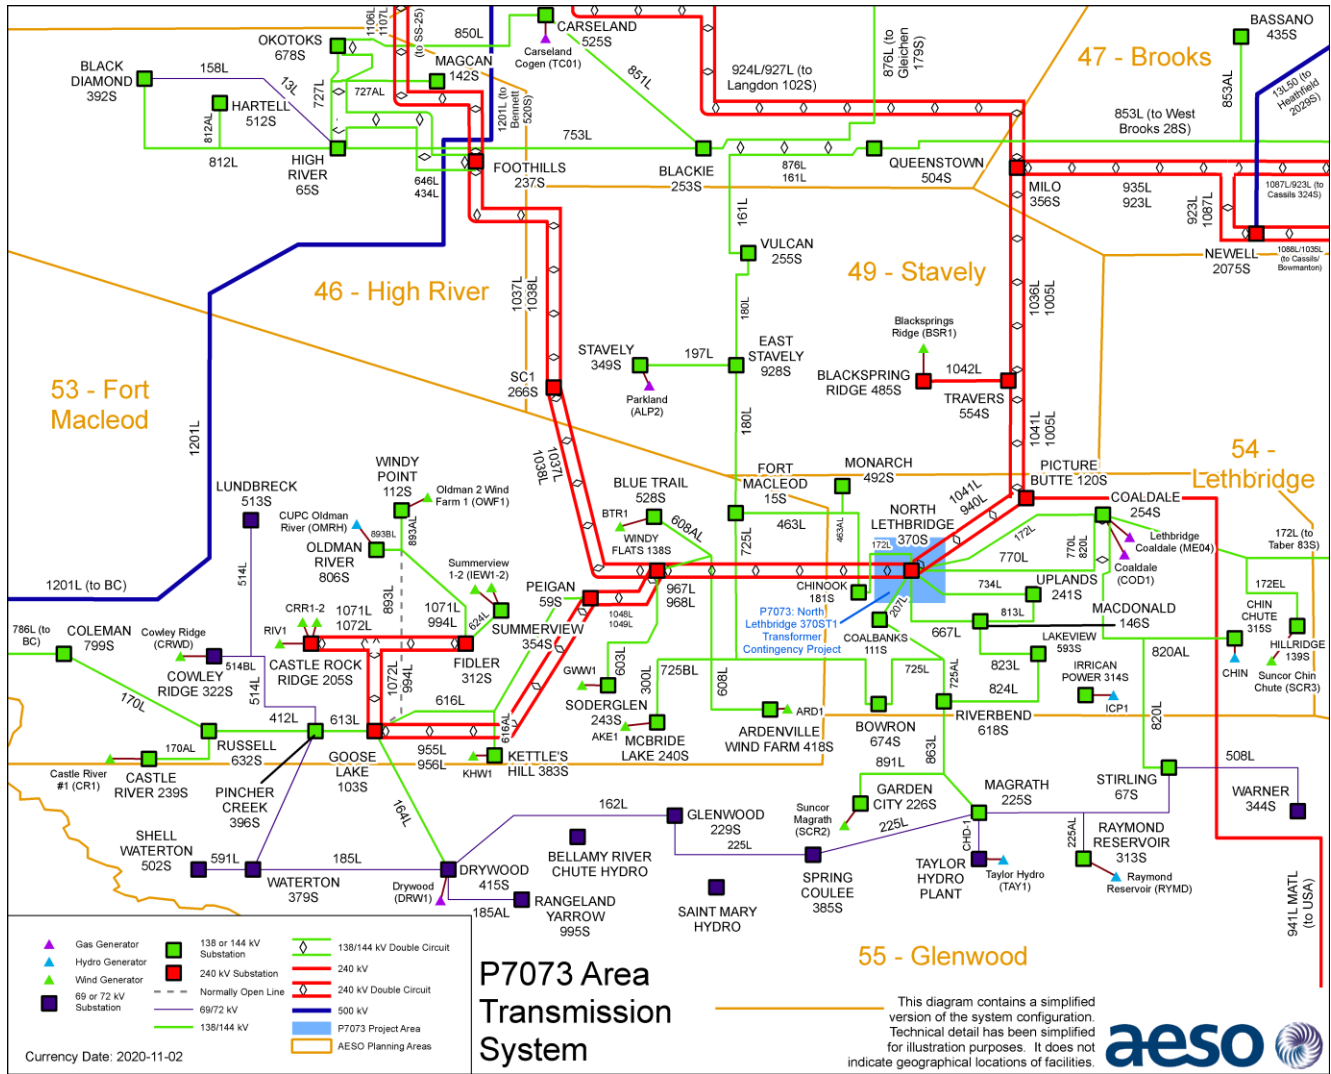 1106L
1107L
(to SS-25)
850L
CARSELAND
525S
Carseland
Cogen (TC01)
OKOTOKS
678S
MAGCAN
142S
BLACK
DIAMOND
392S
158L
13L
727L
727AL
HARTELL
512S
812AL
812L
HIGH
RIVER
65S
646L
434L
1201L (to
Bennett
520S)
FOOTHILLS
237S
753L
851L
BLACKIE
253S
924L/927L (to
Langdon 102S)
876L (to
Gleichen
179S)
876L
161L
QUEENSTOWN
504S
47 - Brooks
BASSANO
435S
853AL
853L (to West
Brooks 28S)
13L50 (to
Heathfield
2029S)
MILO
356S
935L
923L
923L
1087L
1087L/923L (to
Cassils 324S)
NEWELL
2075S
1088L/1035L
(to Cassils/
Bowmanton)
161L
VULCAN
255S
180L
46 - High River
49 - Stavely
1037L
1038L
1036L
1005L
STAVELY
349S
197L
EAST
STAVELY
928S
Parkland
(ALP2)
180L
SC1
266S
Blacksprings
Ridge (BSR1)
BLACKSPRING
RIDGE 485S
1042L
TRAVERS
554S
1041L
1005L
53 - Fort
Macleod
1201L
1037L
1038L
54 -
Lethbridge
LUNDBRECK
513S
WINDY
POINT
112S
Oldman 2 Wind
Farm 1 (OWF1)
CUPC Oldman
River (OMRH)
893BL
893AL
OLDMAN
RIVER
806S
893L
BLUE TRAIL
528S
BTR1
WINDY
FLATS 138S
608AL
FORT
MACLEOD
15S
463L
MONARCH
492S
463AL
725L
172L
NORTH
LETHBRIDGE
370S
1041L
940L
PICTURE
BUTTE 120S
COALDALE
254S
Lethbridge
Coaldale (ME04)
Coaldale
(COD1)
172L (to
Taber 83S)
172L
770L
770L
820L
1201L (to BC)
514L
Summerview
1-2 (IEW1-2)
PEIGAN
59S
967L
968L
CHINOOK
181S
207L
734L
UPLANDS
241S
813L
MACDONALD
146S
172EL
CHIN
CHUTE
315S
HILLRIDGE
139S
Suncor Chin
Chute (SCR3)
CHIN
786L (to
BC)
COLEMAN
799S
Cowley Ridge
(CRWD)
514BL
COWLEY
RIDGE 322S
CRR1-2
RIV1
1071L
1072L
CASTLE ROCK
RIDGE 205S
1071L
994L
624L
FIDLER
312S
SUMMERVIEW
354S
1048L
1049L
P7073: North
Lethbridge 370ST1
Transformer
Contingency Project
COALBANKS
111S
667L
LAKEVIEW
593S
823L
820AL
170L
514L
1072L
994L
616L
GWW1
603L
SODERGLEN
243S
300L
725BL
608L
725L
725AL
IRRICAN
POWER 314S
ICP1
824L
820L
412L
613L
RUSSELL
632S
170AL
Castle River
#1 (CR1)
CASTLE
RIVER 239S
PINCHER
CREEK
396S
GOOSE
LAKE
103S
955L
956L
616AL
KHW1
KETTLE'S
HILL 383S
AKE1
MCBRIDE
LAKE 240S
ARD1
ARDENVILLE
WIND FARM 418S
BOWRON
674S
RIVERBEND
618S
863L
891L
GARDEN
CITY 226S
Suncor
Magrath
(SCR2)
MAGRATH
225S
STIRLING
67S
508L
WARNER
344S
164L
162L
GLENWOOD
229S
225L
225L
CHD-1
225AL
SHELL
WATERTON
502S
591L
WATERTON
379S
185L
DRYWOOD
415S
Drywood
(DRW1)
185AL
RANGELAND
YARROW
995S
BELLAMY RIVER
CHUTE HYDRO
SAINT MARY
HYDRO
SPRING
COULEE
385S
TAYLOR
HYDRO
PLANT
Taylor Hydro
(TAY1)
RAYMOND
RESERVOIR
313S
Raymond
Reservoir (RYMD)
941L MATL
(to USA)
55 - Glenwood
Gas Generator
Hydro Generator
Wind Generator
69 or 72 kV
Substation
138 or 144 kV
Substation
240 kV Substation
Normally Open Line
69/72 kV
138/144 kV
138/144 kV Double Circuit
240 kV
240 kV Double Circuit
500 kV
P7073 Project Area
AESO Planning Areas
Currency Date: 2020-11-02
P7073 Area
Transmission
System
This diagram contains a simplified
version of the system configuration.
Technical detail has been simplified
for illustration purposes. It does not
indicate geographical locations of facilities.
aeso